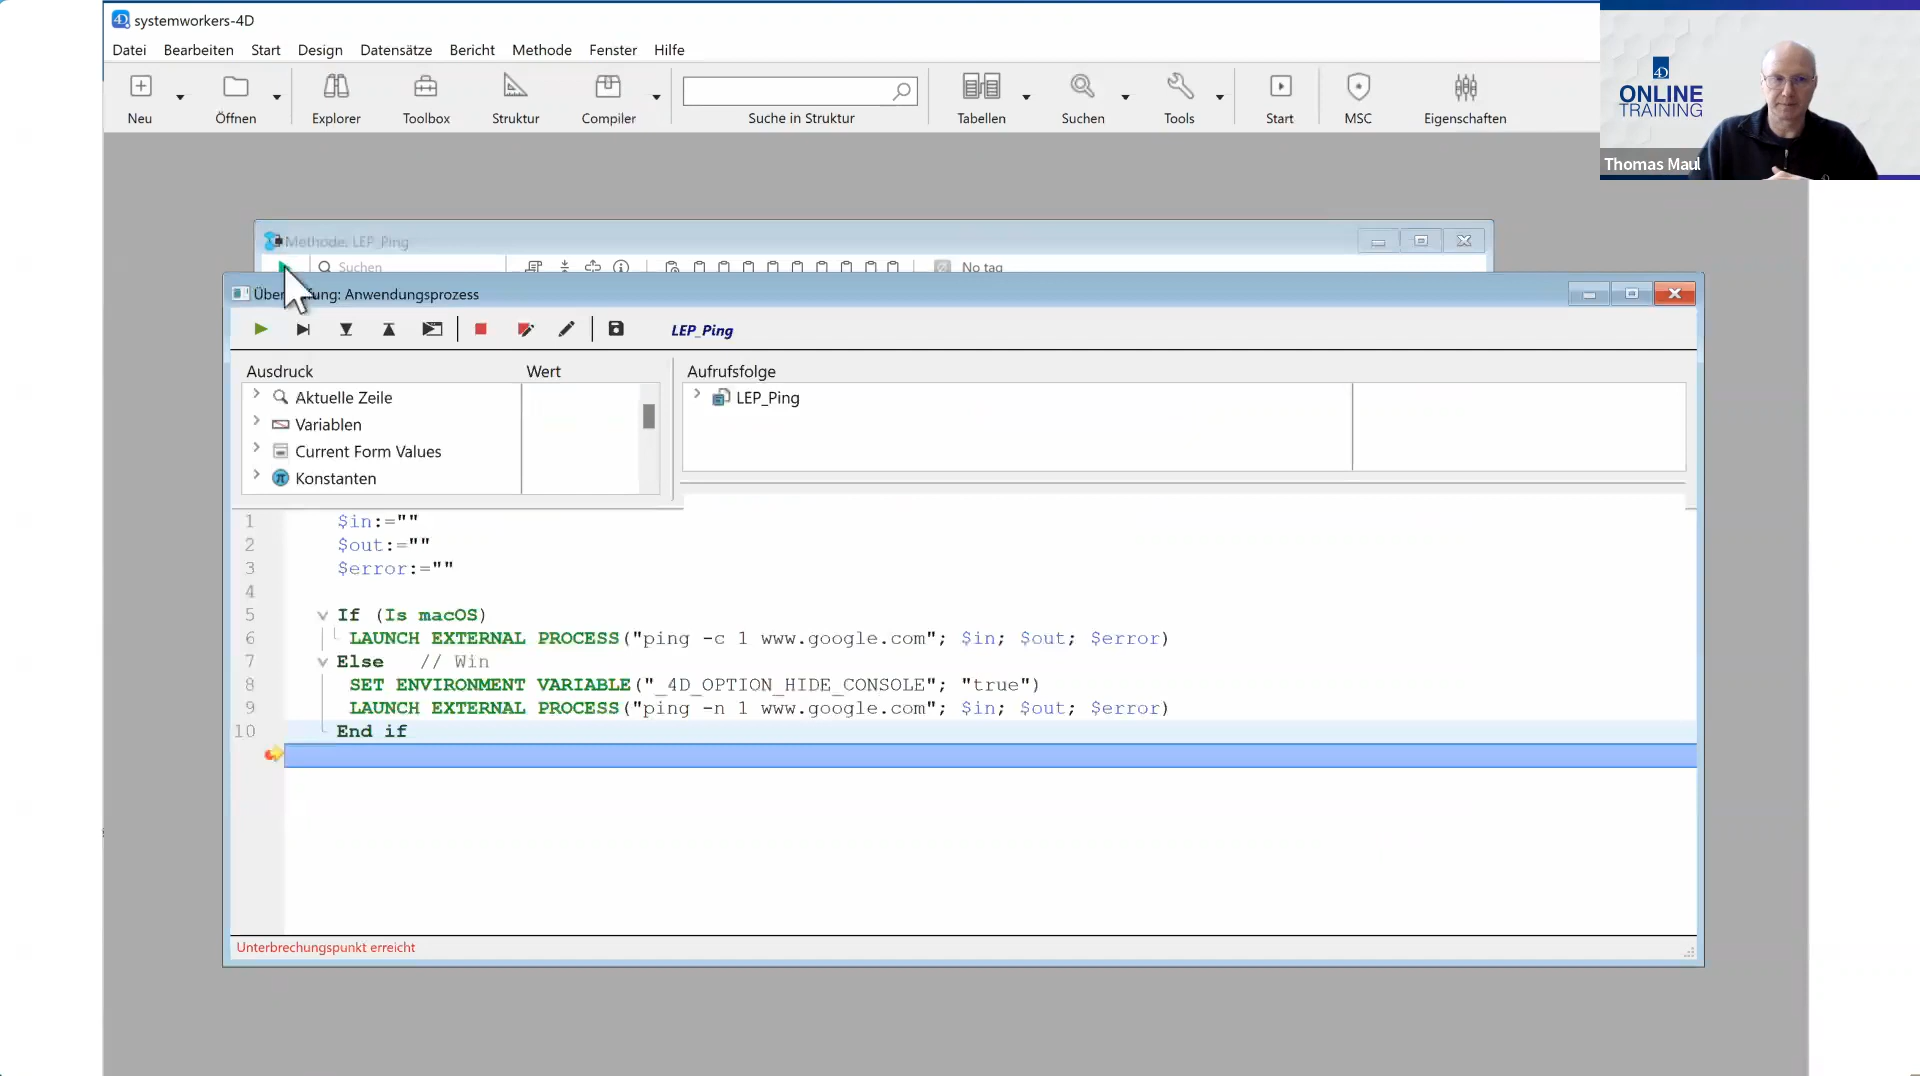 systemworkers-4D
Datei Bearbeiten Start Design Datensätze Bericht Methode Fenster Hilfe
Neu Öffnen Explorer Toolbox Struktur Compiler Suche in Struktur Tabellen Suchen Tools Start MSC Eigenschaften
4D
ONLINE
TRAINING
Thomas Maul
Methode: LEP_Ping
Suchen No tag
Anwendungsprozess
LEP_Ping
Ausdruck Wert Aufrufsfolge
Aktuelle Zeile LEP_Ping
Variablen
Current Form Values
Konstanten
1 $in:=""
2 $out:=""
3 $error:=""
4
5 If (Is macOS)
6 LAUNCH EXTERNAL PROCESS("ping -c 1 www.google.com"; $in; $out; $error)
7 Else // Win
8 SET ENVIRONMENT VARIABLE("_4D_OPTION_HIDE_CONSOLE"; "true")
9 LAUNCH EXTERNAL PROCESS("ping -n 1 www.google.com"; $in; $out; $error)
10 End if
Unterbrechungspunkt erreicht